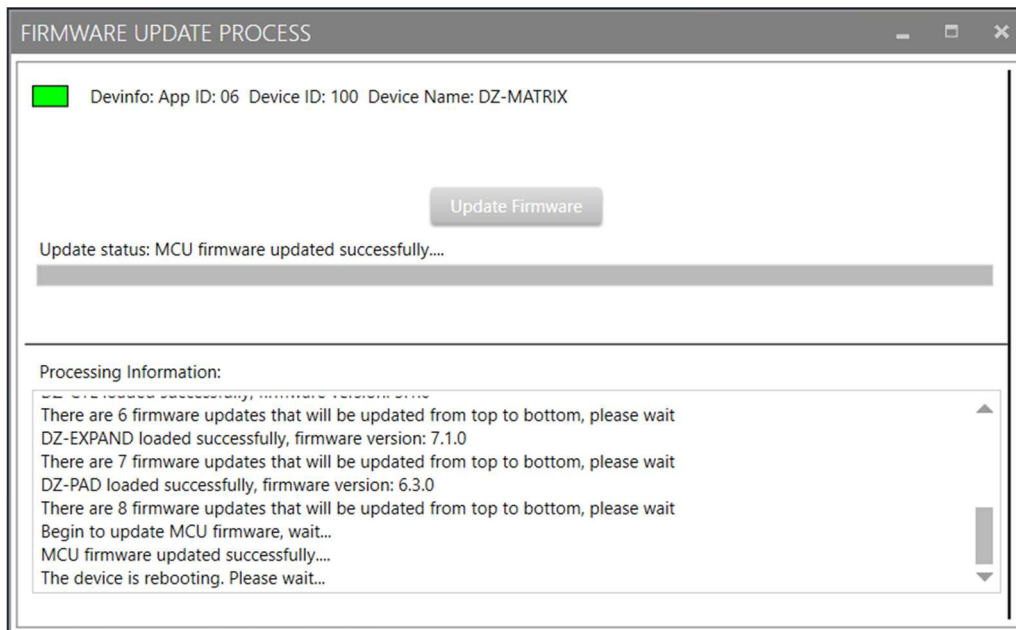 FIRMWARE UPDATE PROCESS
Devinfo: App ID: 06 Device ID: 100 Device Name: DZ-MATRIX
Update Firmware
Update status: MCU firmware updated successfully....
Processing Information:
loaded successfully, firmware version:
There are 6 firmware updates that will be updated from top to bottom, please wait
DZ-EXPAND loaded successfully, firmware version: 7.1.0
There are 7 firmware updates that will be updated from top to bottom, please wait
DZ-PAD loaded successfully, firmware version: 6.3.0
There are 8 firmware updates that will be updated from top to bottom, please wait
Begin to update MCU firmware, wait...
MCU firmware updated successfully....
The device is rebooting. Please wait...